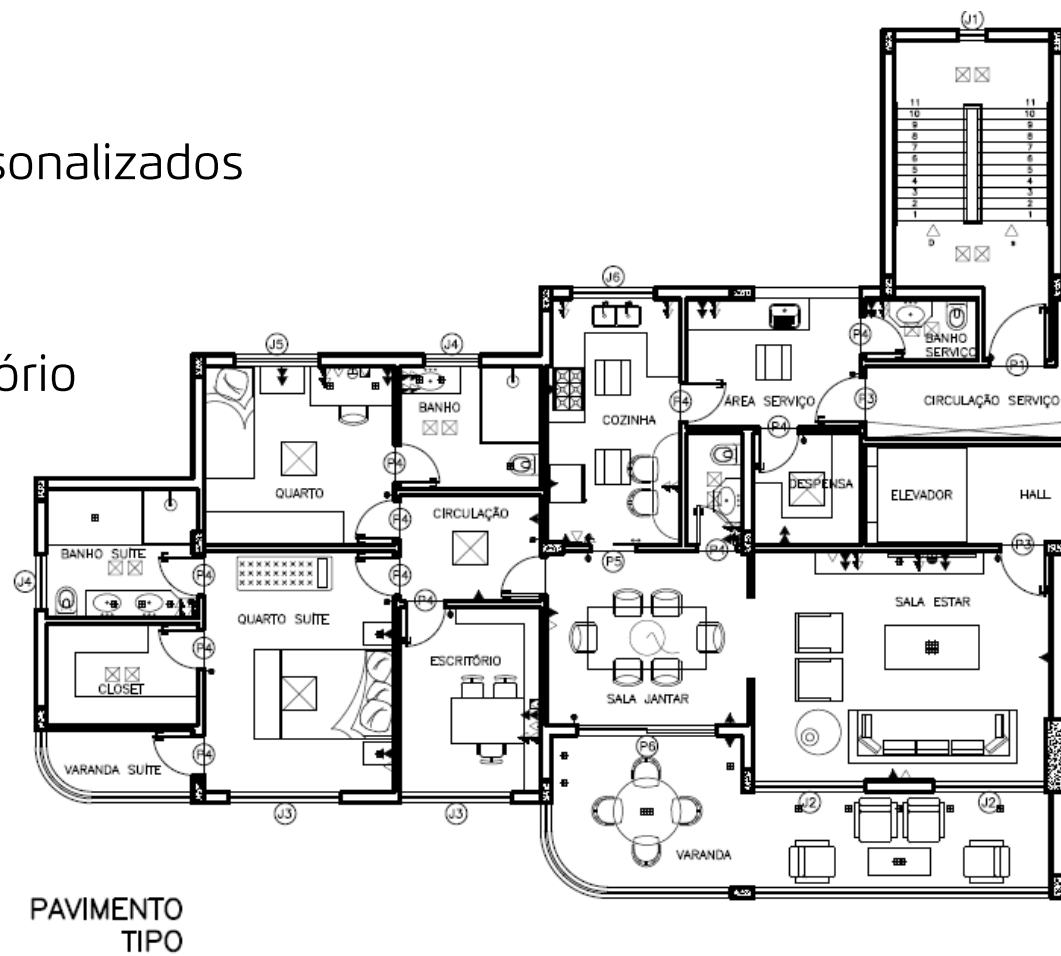 sonalizados
ório
J1
11 11
10 10
9 9
8 8
7 7
6 6
5 5
4 4
3 3
2 2
1 1
D
J6
P4
BANHO
SERVIÇO
P1
J5
J4
BANHO
COZINHA
P4
ÁREA SERVIÇO
P3
CIRCULAÇÃO SERVIÇO
P4
P4
QUARTO
DESPENSA
ELEVADOR
HALL
P4
CIRCULAÇÃO
BANHO SUÍTE
P5
P4
P3
J4
P4
P4
P4
QUARTO SUÍTE
SALA ESTAR
P4
ESCRITÓRIO
CLOSET
SALA JANTAR
P4
P6
VARANDA SUÍTE
J3
J3
J2
J2
VARANDA
PAVIMENTO
TIPO